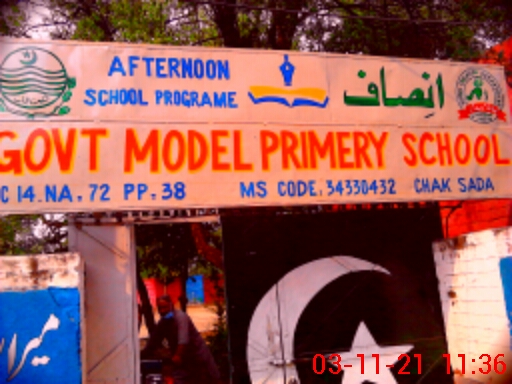 AFTERNOON
SCHOOL PROGRAME
انصاف
GOVT MODEL PRIMERY SCHOOL
C 14.NA.72 PP.38 MS CODE.34330432 CHAK SADA
میرا
03-11-21 11:36